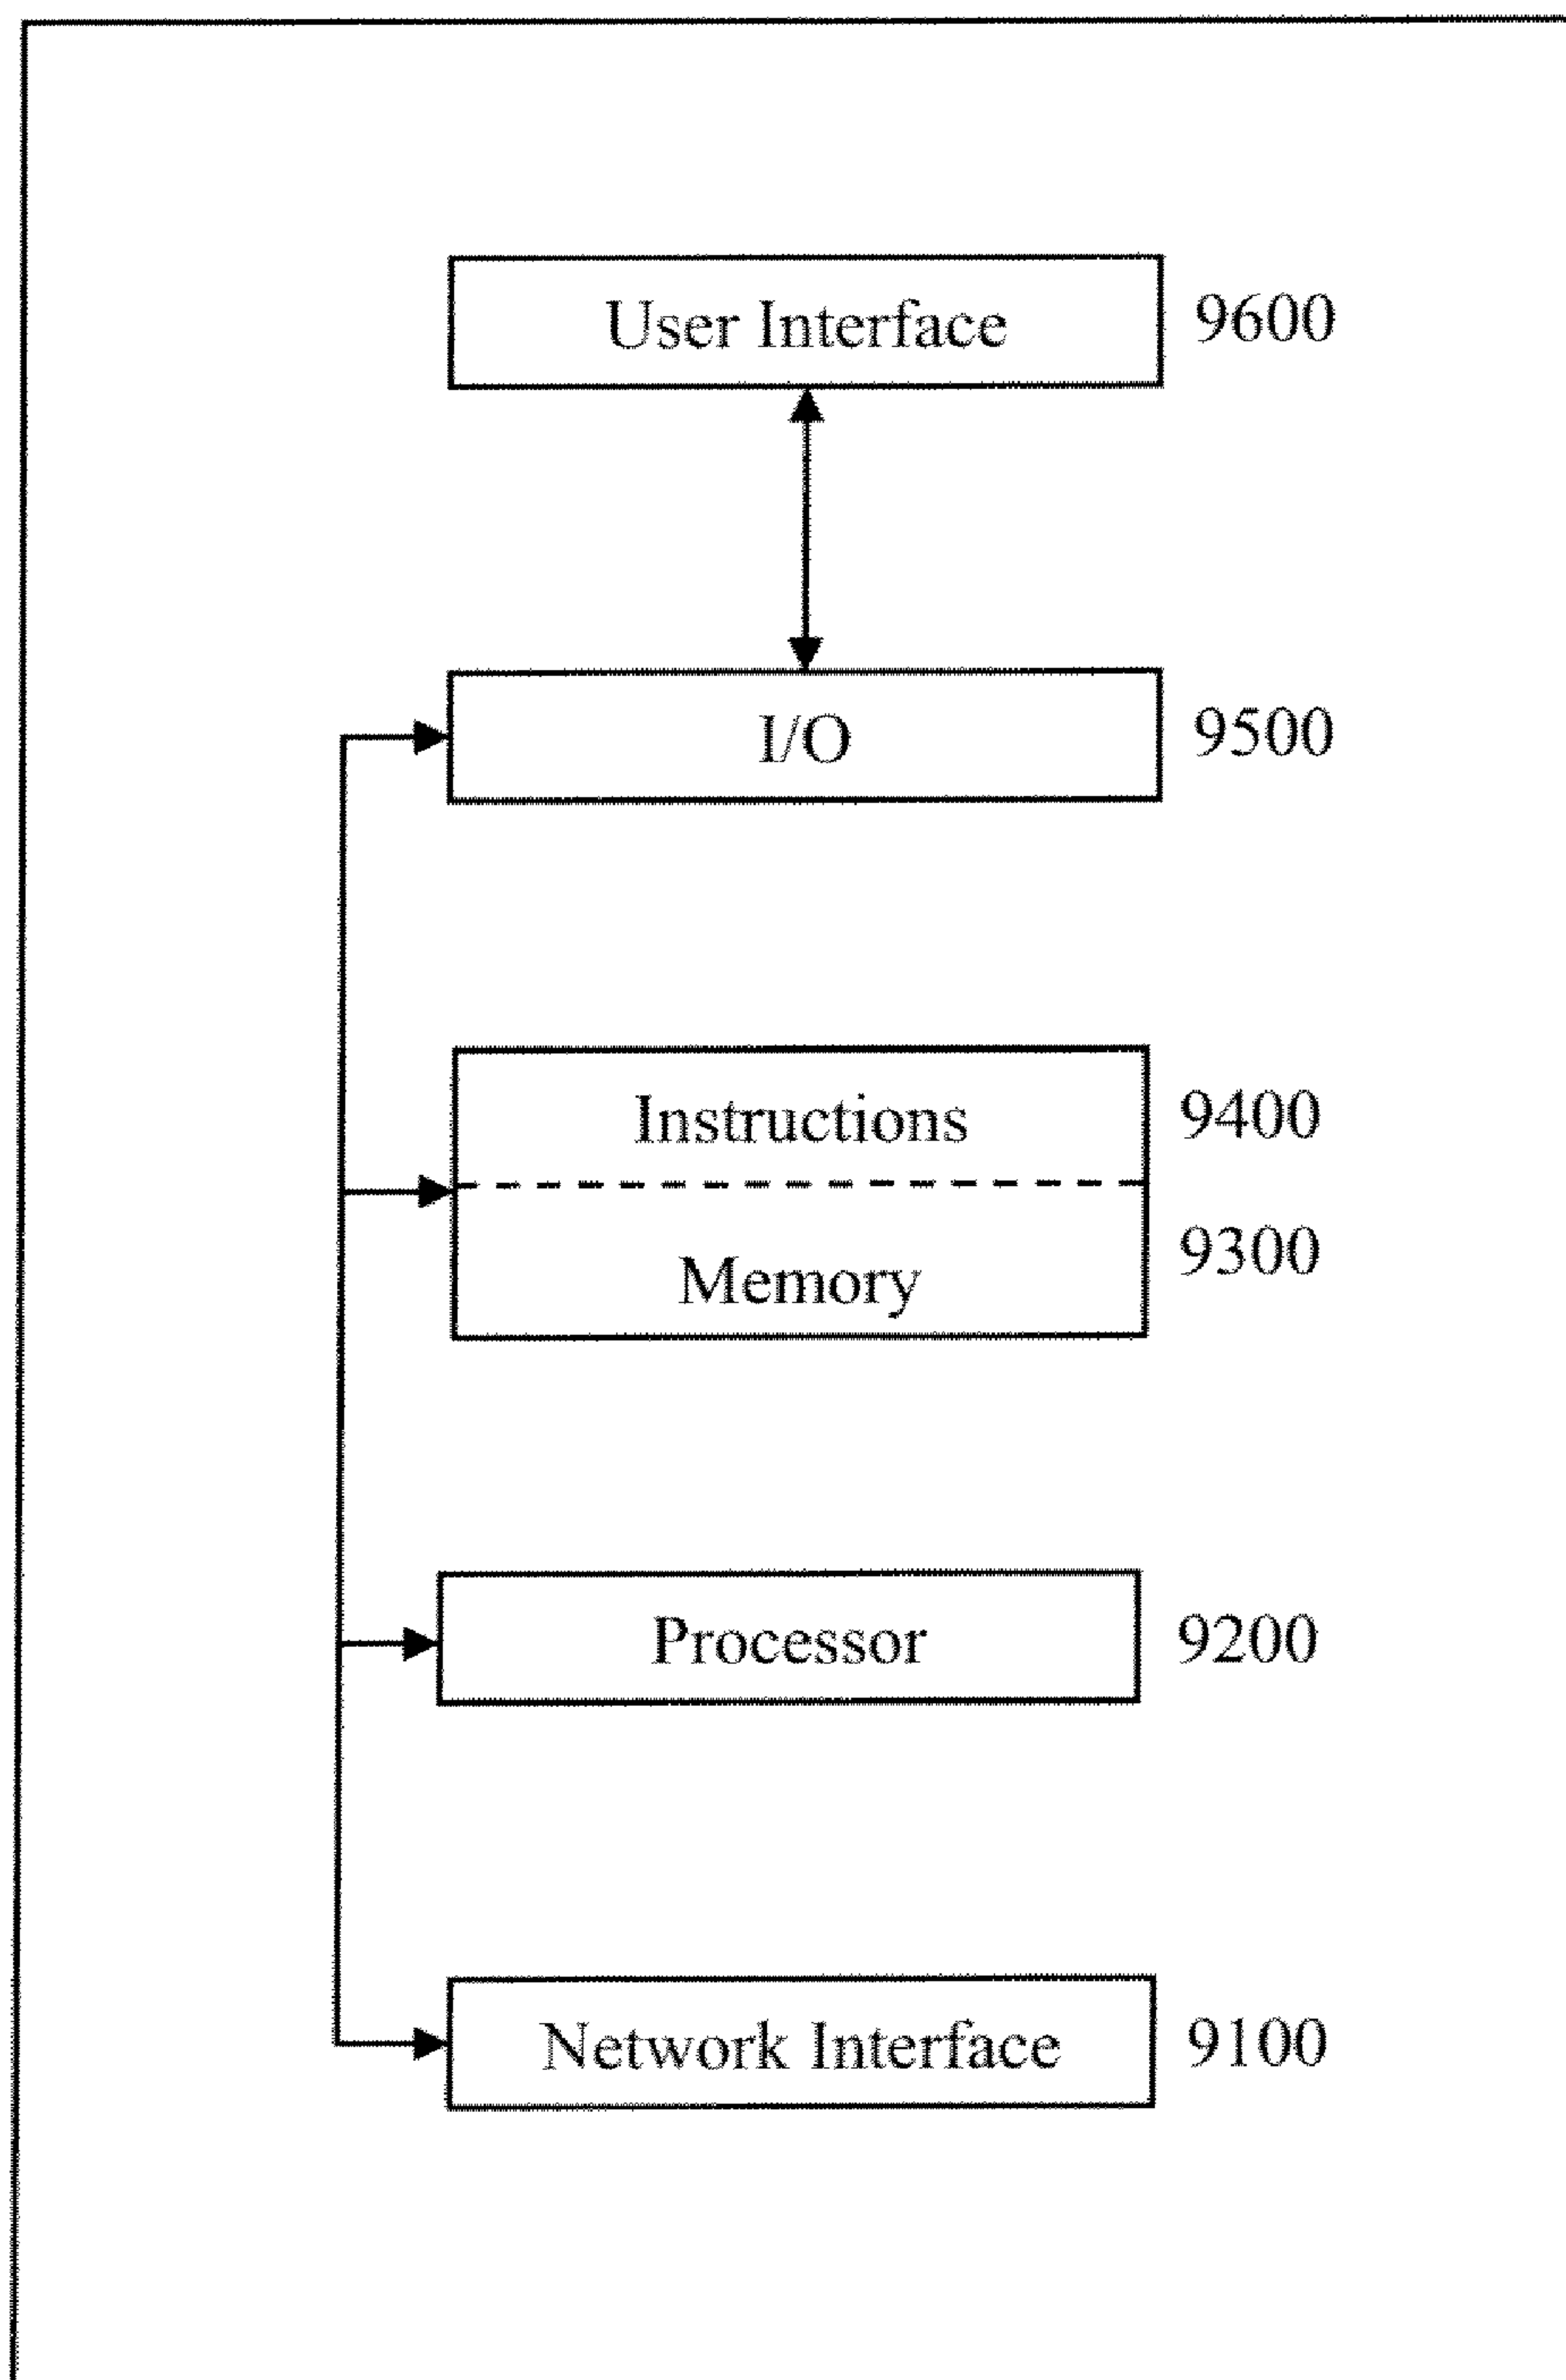 User Interface 9600
I/O 9500
Instructions 9400
Memory 9300
Processor 9200
Network Interface 9100